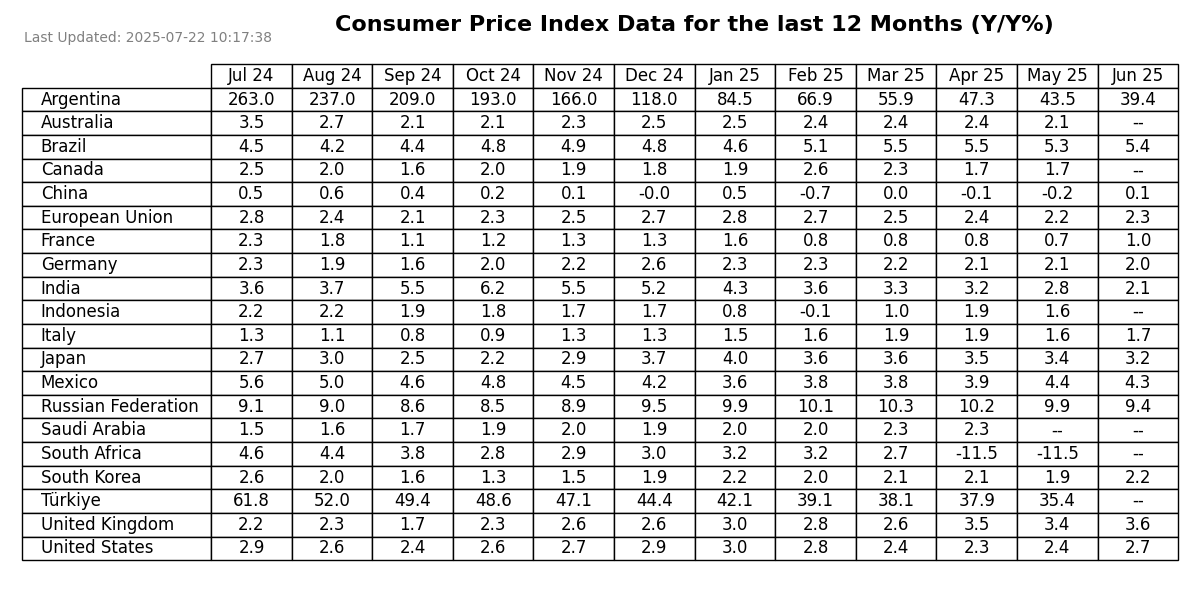 Consumer Price Index Data for the last 12 Months (Y/Y%)
Last Updated: 2025-07-22 10:17:38
Jul 24 Aug 24 Sep 24 Oct 24 Nov 24 Dec 24 Jan 25 Feb 25 Mar 25 Apr 25 May 25 Jun 25
Argentina 263.0 237.0 209.0 193.0 166.0 118.0 84.5 66.9 55.9 47.3 43.5 39.4
Australia 3.5 2.7 2.1 2.1 2.3 2.5 2.5 2.4 2.4 2.4 2.1 --
Brazil 4.5 4.2 4.4 4.8 4.9 4.8 4.6 5.1 5.5 5.5 5.3 5.4
Canada 2.5 2.0 1.6 2.0 1.9 1.8 1.9 2.6 2.3 1.7 1.7 --
China 0.5 0.6 0.4 0.2 0.1 -0.0 0.5 -0.7 0.0 -0.1 -0.2 0.1
European Union 2.8 2.4 2.1 2.3 2.5 2.7 2.8 2.7 2.5 2.4 2.2 2.3
France 2.3 1.8 1.1 1.2 1.3 1.3 1.6 0.8 0.8 0.8 0.7 1.0
Germany 2.3 1.9 1.6 2.0 2.2 2.6 2.3 2.3 2.2 2.1 2.1 2.0
India 3.6 3.7 5.5 6.2 5.5 5.2 4.3 3.6 3.3 3.2 2.8 2.1
Indonesia 2.2 2.2 1.9 1.8 1.7 1.7 0.8 -0.1 1.0 1.9 1.6 --
Italy 1.3 1.1 0.8 0.9 1.3 1.3 1.5 1.6 1.9 1.9 1.6 1.7
Japan 2.7 3.0 2.5 2.2 2.9 3.7 4.0 3.6 3.6 3.5 3.4 3.2
Mexico 5.6 5.0 4.6 4.8 4.5 4.2 3.6 3.8 3.8 3.9 4.4 4.3
Russian Federation 9.1 9.0 8.6 8.5 8.9 9.5 9.9 10.1 10.3 10.2 9.9 9.4
Saudi Arabia 1.5 1.6 1.7 1.9 2.0 1.9 2.0 2.0 2.3 2.3 -- --
South Africa 4.6 4.4 3.8 2.8 2.9 3.0 3.2 3.2 2.7 -11.5 -11.5 --
South Korea 2.6 2.0 1.6 1.3 1.5 1.9 2.2 2.0 2.1 2.1 1.9 2.2
Türkiye 61.8 52.0 49.4 48.6 47.1 44.4 42.1 39.1 38.1 37.9 35.4 --
United Kingdom 2.2 2.3 1.7 2.3 2.6 2.6 3.0 2.8 2.6 3.5 3.4 3.6
United States 2.9 2.6 2.4 2.6 2.7 2.9 3.0 2.8 2.4 2.3 2.4 2.7